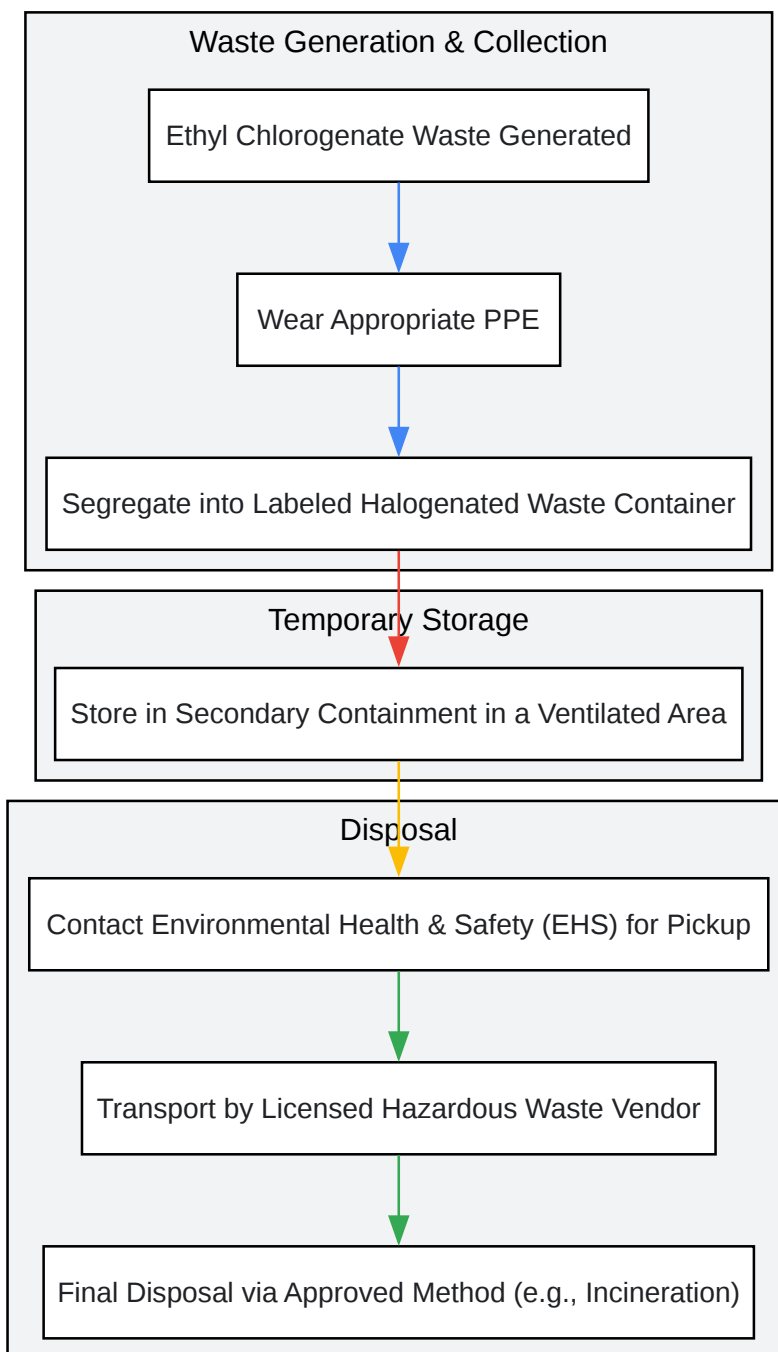 Waste Generation & Collection
Ethyl Chlorogenate Waste Generated
Wear Appropriate PPE
Segregate into Labeled Halogenated Waste Container
Temporary Storage
Store in Secondary Containment in a Ventilated Area
Disposal
Contact Environmental Health & Safety (EHS) for Pickup
Transport by Licensed Hazardous Waste Vendor
Final Disposal via Approved Method (e.g., Incineration)